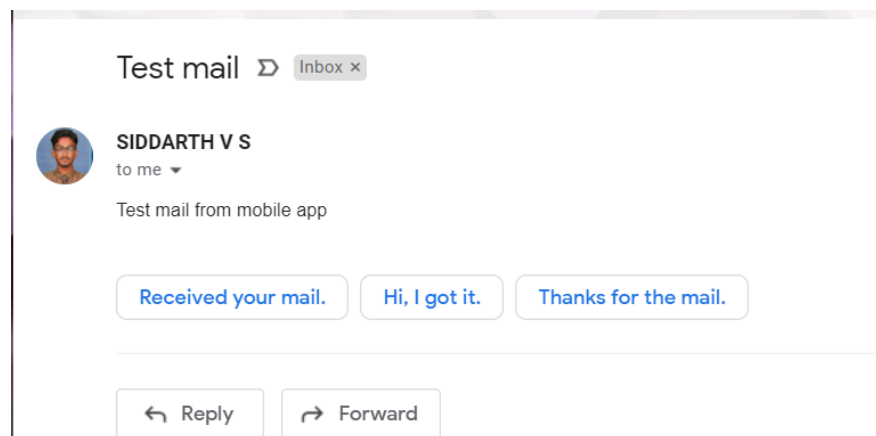 Test mail Inbox ×
SIDDARTH V S
to me
Test mail from mobile app
Received your mail. Hi, I got it. Thanks for the mail.
Reply Forward